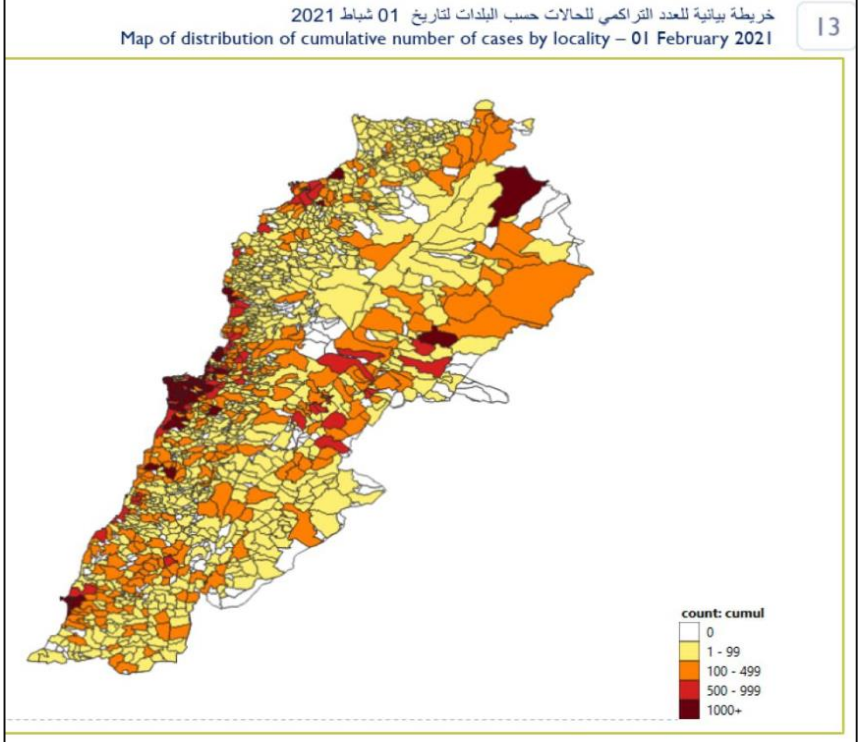 خريطة بيانية للعدد التراكمي للحالات حسب البلدات لتاريخ 01 شباط 2021
Map of distribution of cumulative number of cases by locality – 01 February 2021
13
count: cumul
0
1 - 99
100 - 499
500 - 999
1000+